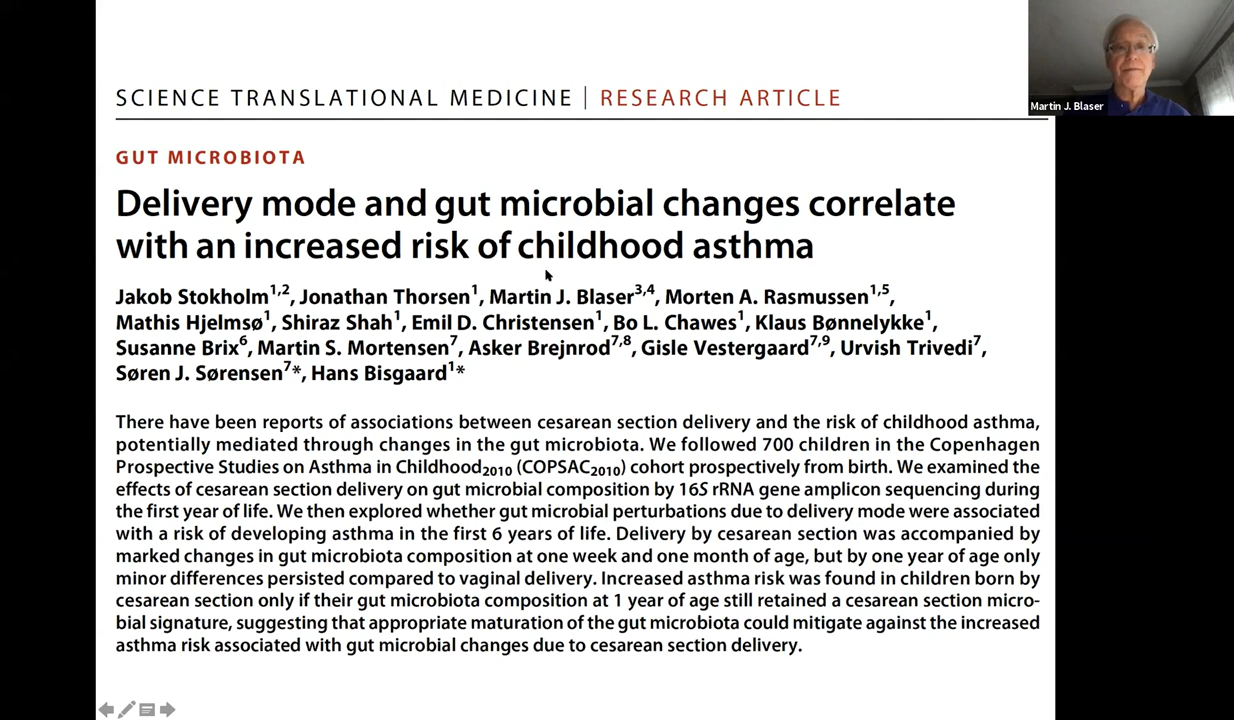 SCIENCE TRANSLATIONAL MEDICINE | RESEARCH ARTICLE
Martin J. Blaser
GUT MICROBIOTA
Delivery mode and gut microbial changes correlate
with an increased risk of childhood asthma
Jakob Stokholm1,2, Jonathan Thorsen1, Martin J. Blaser3,4, Morten A. Rasmussen1,5,
Mathis Hjelmsø1, Shiraz Shah1, Emil D. Christensen1, Bo L. Chawes1, Klaus Bønnelykke1,
Susanne Brix6, Martin S. Mortensen7, Asker Brejnrod7,8, Gisle Vestergaard7,9, Urvish Trivedi7,
Søren J. Sørensen7*, Hans Bisgaard1*
There have been reports of associations between cesarean section delivery and the risk of childhood asthma,
potentially mediated through changes in the gut microbiota. We followed 700 children in the Copenhagen
Prospective Studies on Asthma in Childhood2010 (COPSAC2010) cohort prospectively from birth. We examined the
effects of cesarean section delivery on gut microbial composition by 16S rRNA gene amplicon sequencing during
the first year of life. We then explored whether gut microbial perturbations due to delivery mode were associated
with a risk of developing asthma in the first 6 years of life. Delivery by cesarean section was accompanied by
marked changes in gut microbiota composition at one week and one month of age, but by one year of age only
minor differences persisted compared to vaginal delivery. Increased asthma risk was found in children born by
cesarean section only if their gut microbiota composition at 1 year of age still retained a cesarean section micro-
bial signature, suggesting that appropriate maturation of the gut microbiota could mitigate against the increased
asthma risk associated with gut microbial changes due to cesarean section delivery.